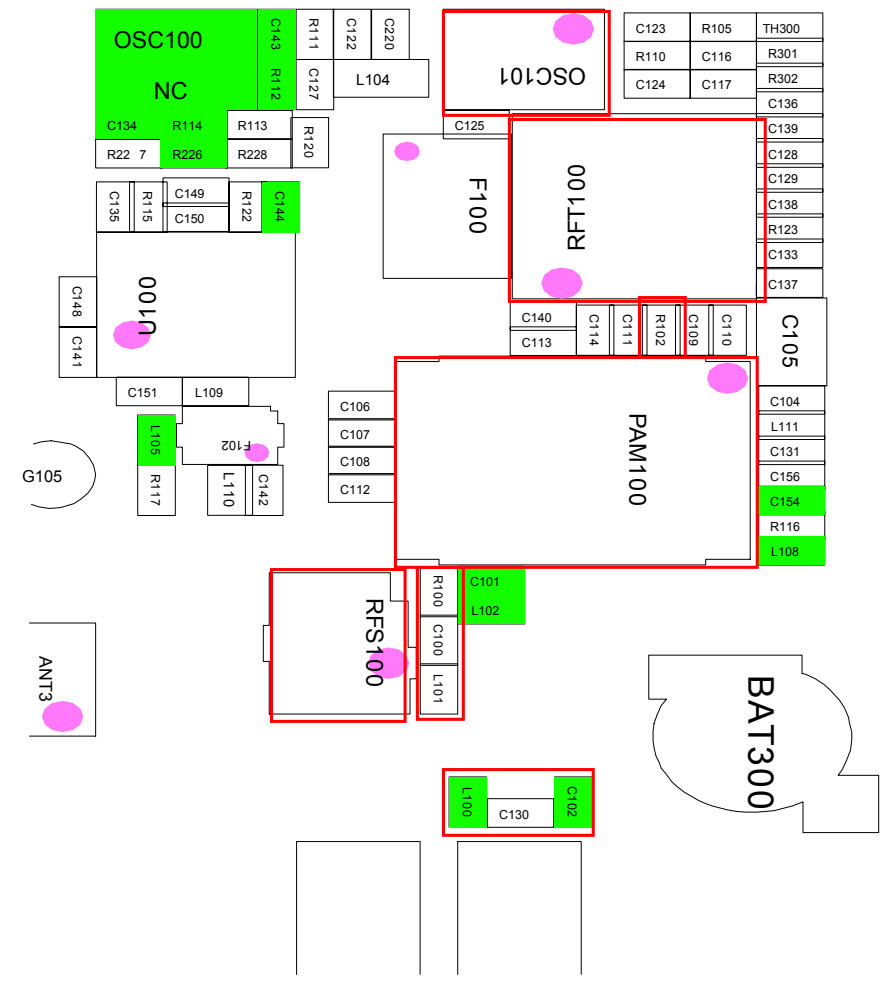 OSC100
NC
C143
R112
R111
C127
C122
C220
L104
C134
R114
R113
R22 7
R226
R228
R120
OSC101
C125
C123
R105
TH300
R110
C116
R301
C124
C117
R302
C136
C139
C128
C129
C138
R123
C133
C137
F100
RFT100
C135
R115
C149
C150
R122
C144
U100
C148
C141
C151
L109
L105
R117
F102
L110
C142
G105
C140
C113
C114
C111
R102
C109
C110
C105
C106
C107
C108
C112
PAM100
C104
L111
C131
C156
C154
R116
L108
RFS100
R100
C100
L101
C101
L102
ANT3
BAT300
L100
C130
C102